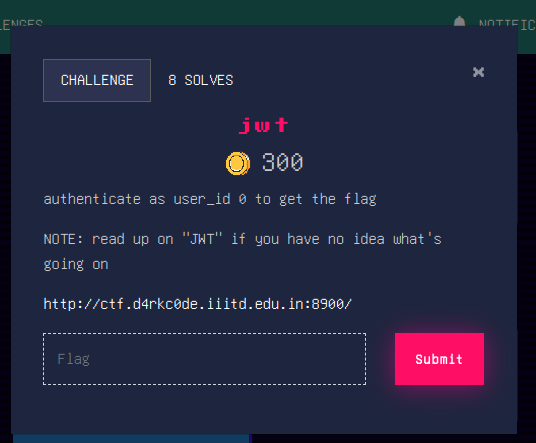 LENGES
NOTIFIC
CHALLENGE
8 SOLVES
×
jwt
300
authenticate as user_id 0 to get the flag
NOTE: read up on "JWT" if you have no idea what's
going on
http://ctf.d4rkc0de.iiitd.edu.in:8900/
Flag
Submit